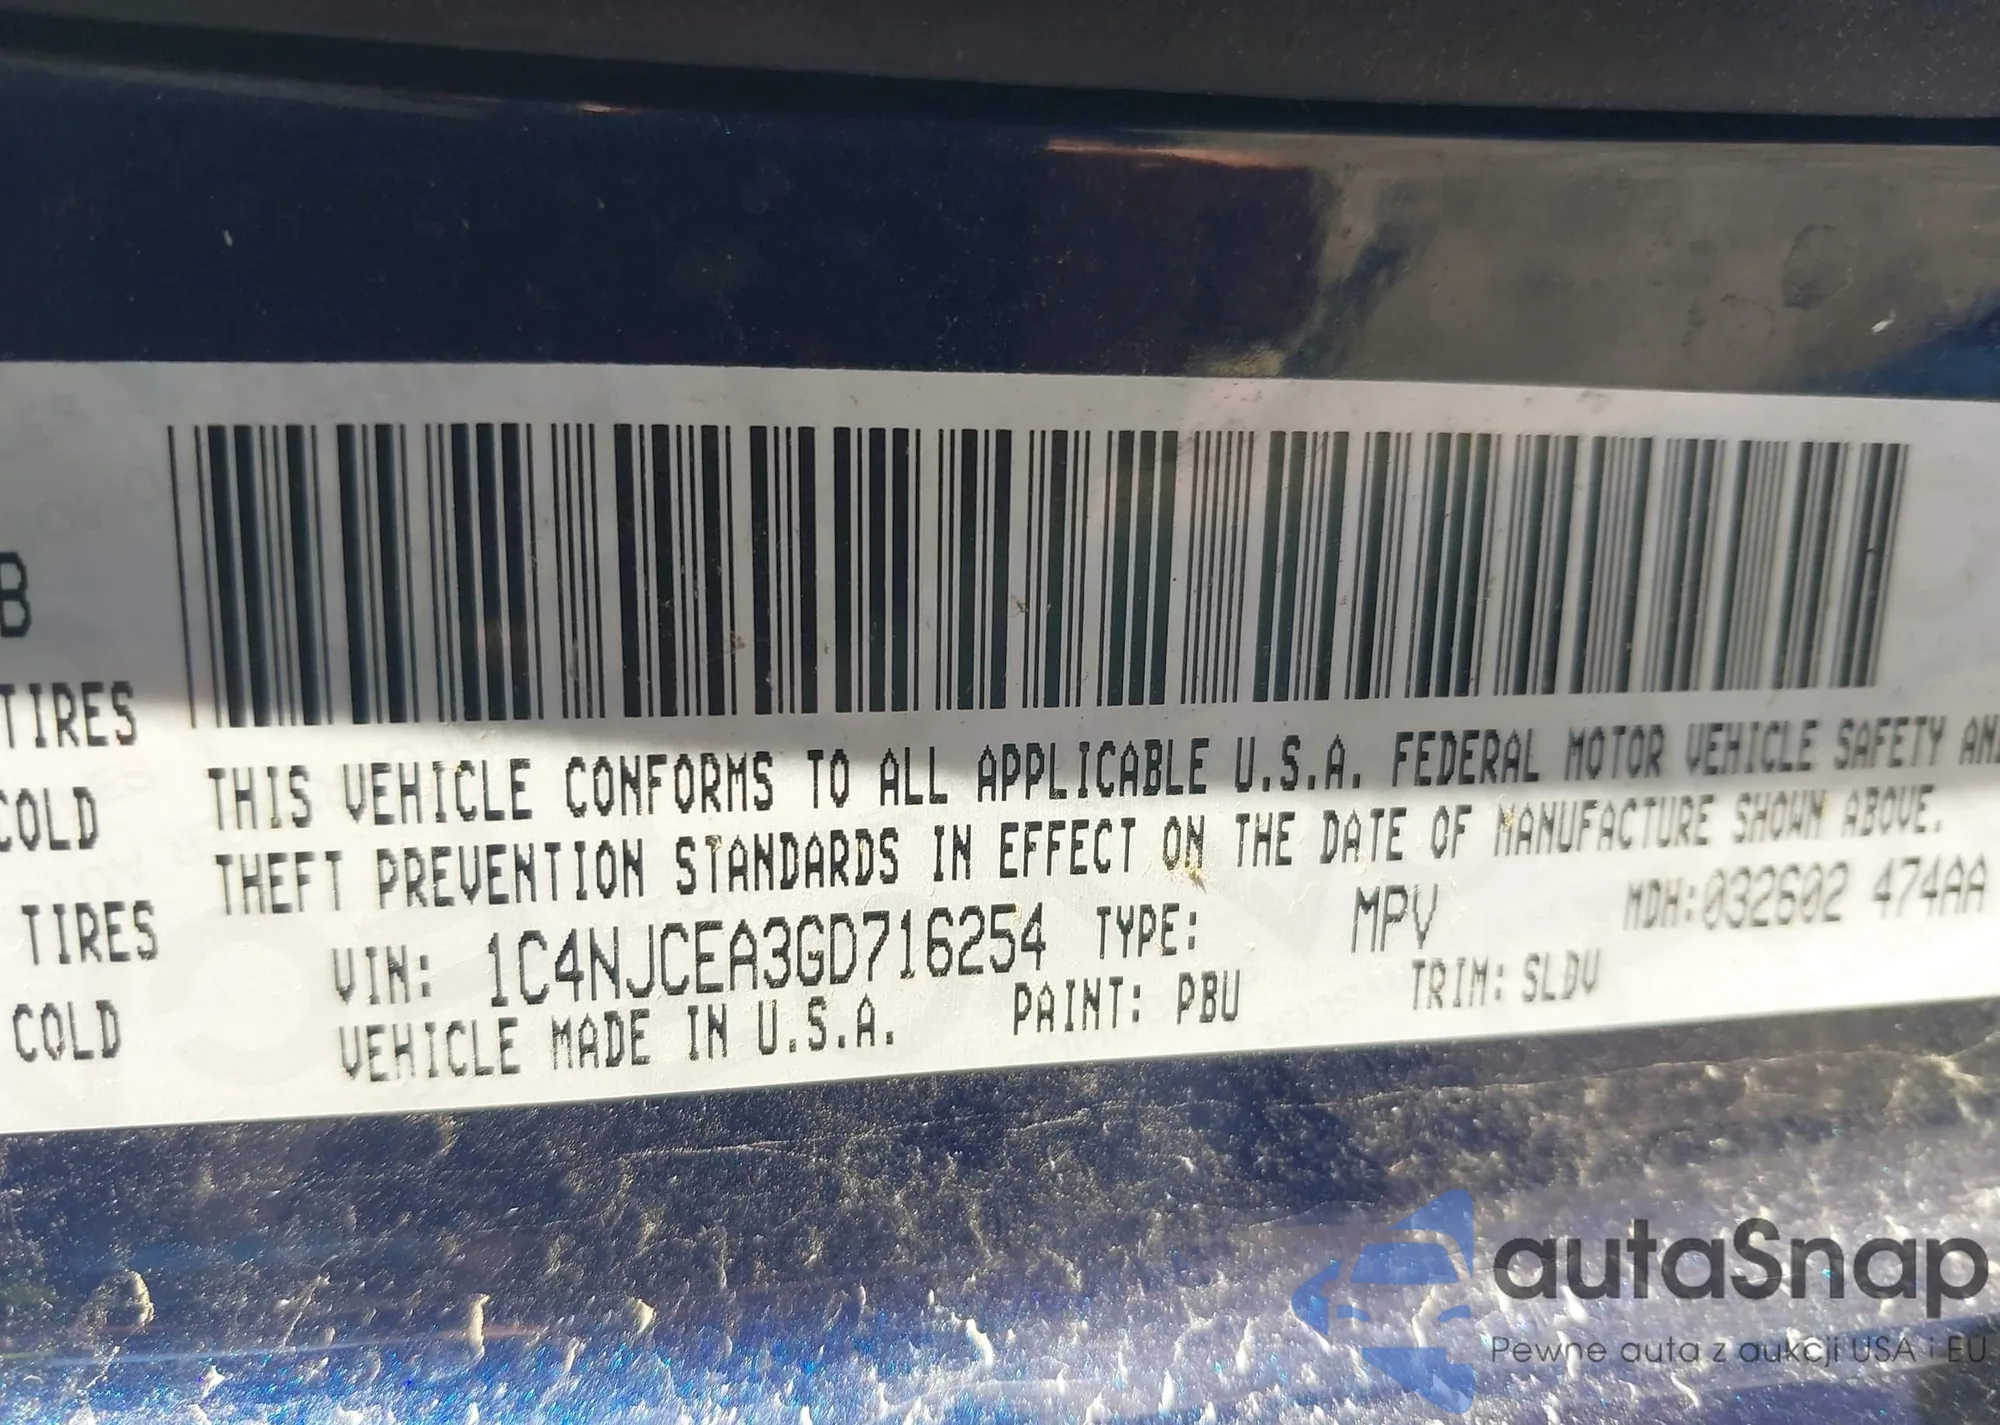 B
TIRES
COLD
TIRES
COLD
THIS VEHICLE CONFORMS TO ALL APPLICABLE U.S.A. FEDERAL MOTOR VEHICLE SAFETY AN
THEFT PREVENTION STANDARDS IN EFFECT ON THE DATE OF MANUFACTURE SHOWN ABOVE.
VIN: 1C4NJCEA3GD716254 TYPE: MPV MDH:032602 474AA
VEHICLE MADE IN U.S.A. PAINT: PBU TRIM: SLDV
autaSnap
Pewne auta z aukcji USA i EU